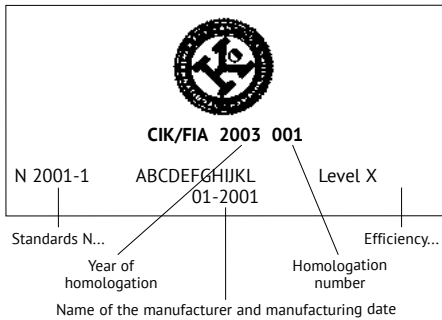 CIK/FIA 2003 001
N 2001-1 ABCDEFGHIJKL Level X
01-2001
Standards N... Efficiency...
Year of Homologation
homologation number
Name of the manufacturer and manufacturing date